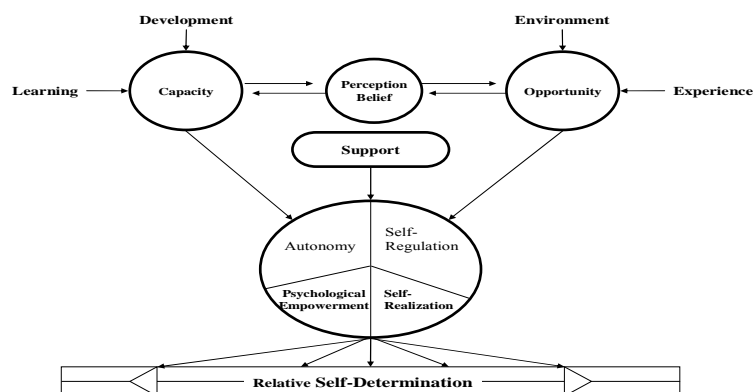 Development
Environment
Learning
Capacity
Perception
Belief
Opportunity
Experience
Support
Autonomy
Self-
Regulation
Psychological
Empowerment
Self-
Realization
Relative Self-Determination